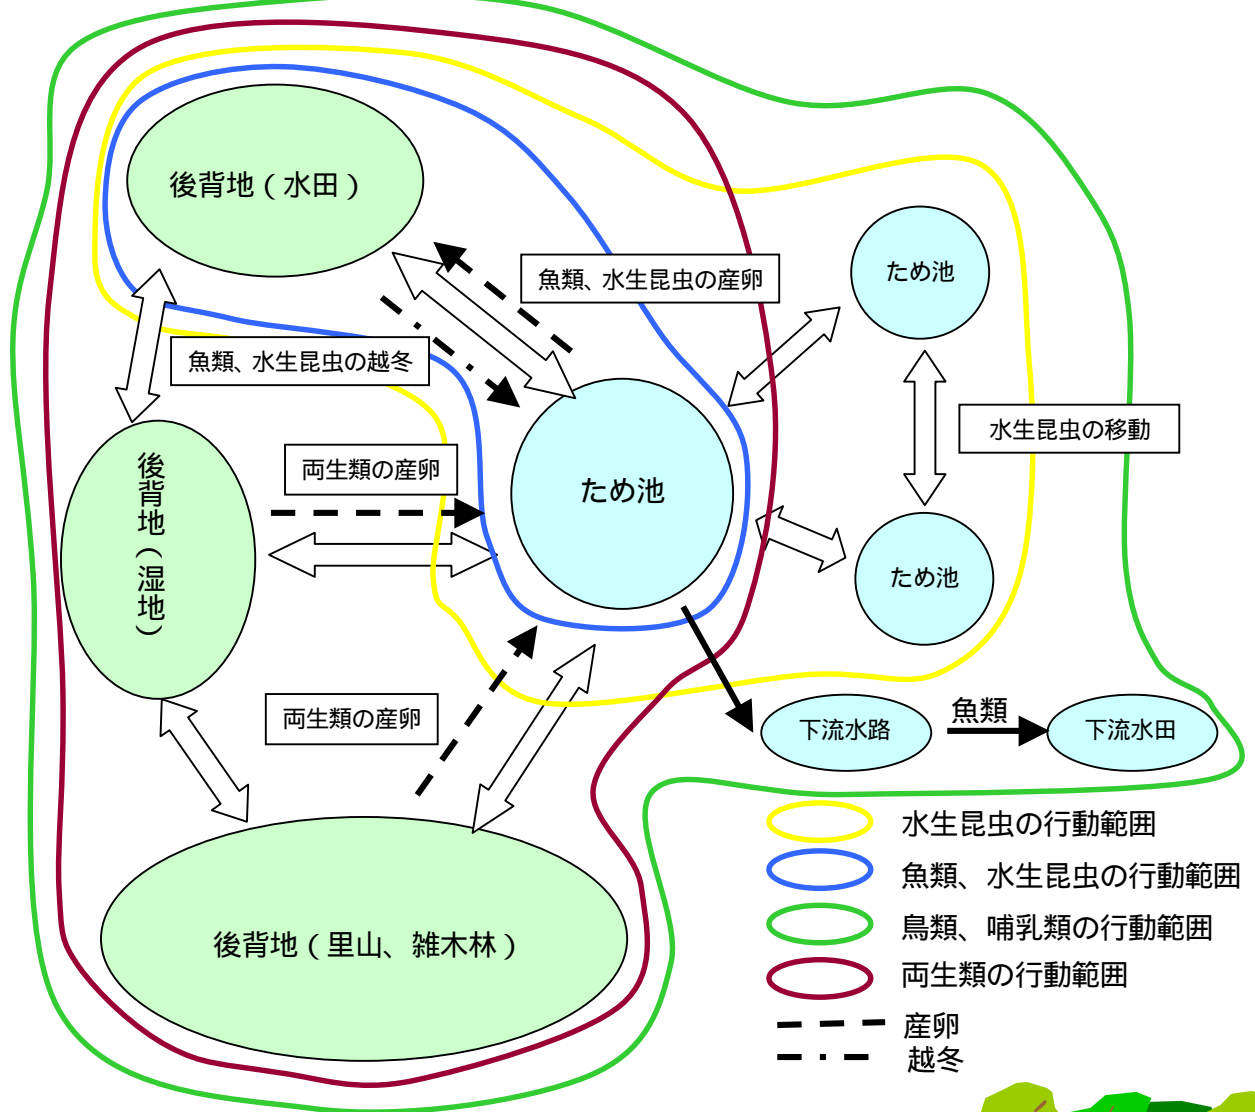 後背地（水田）
魚類、水生昆虫の産卵
ため池
魚類、水生昆虫の越冬
水生昆虫の移動
両生類の産卵
後背地（湿地）
ため池
ため池
両生類の産卵
下流水路
魚類
下流水田
後背地（里山、雑木林）
水生昆虫の行動範囲
魚類、水生昆虫の行動範囲
鳥類、哺乳類の行動範囲
両生類の行動範囲
産卵
越冬